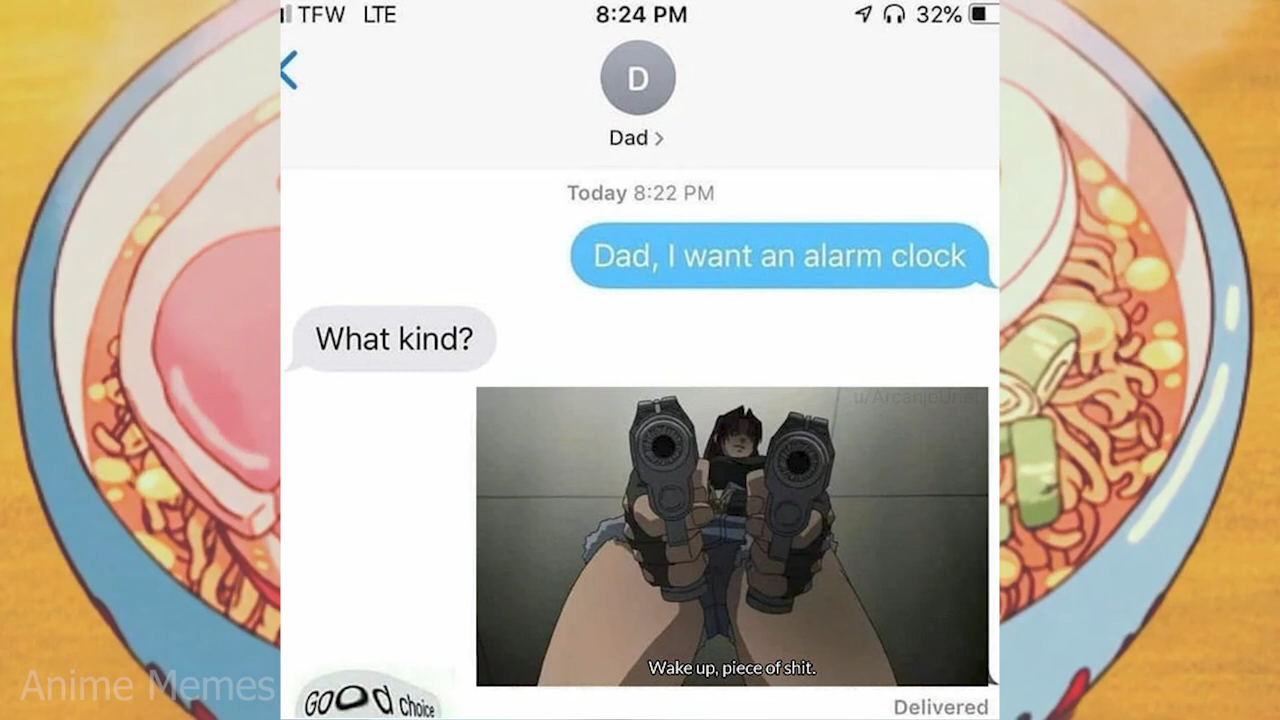 TFW LTE 8:24 PM 32%
D
Dad
Today 8:22 PM
Dad, I want an alarm clock
What kind?
Wake up, piece of shit.
Delivered
GOOd choice
Anime Memes